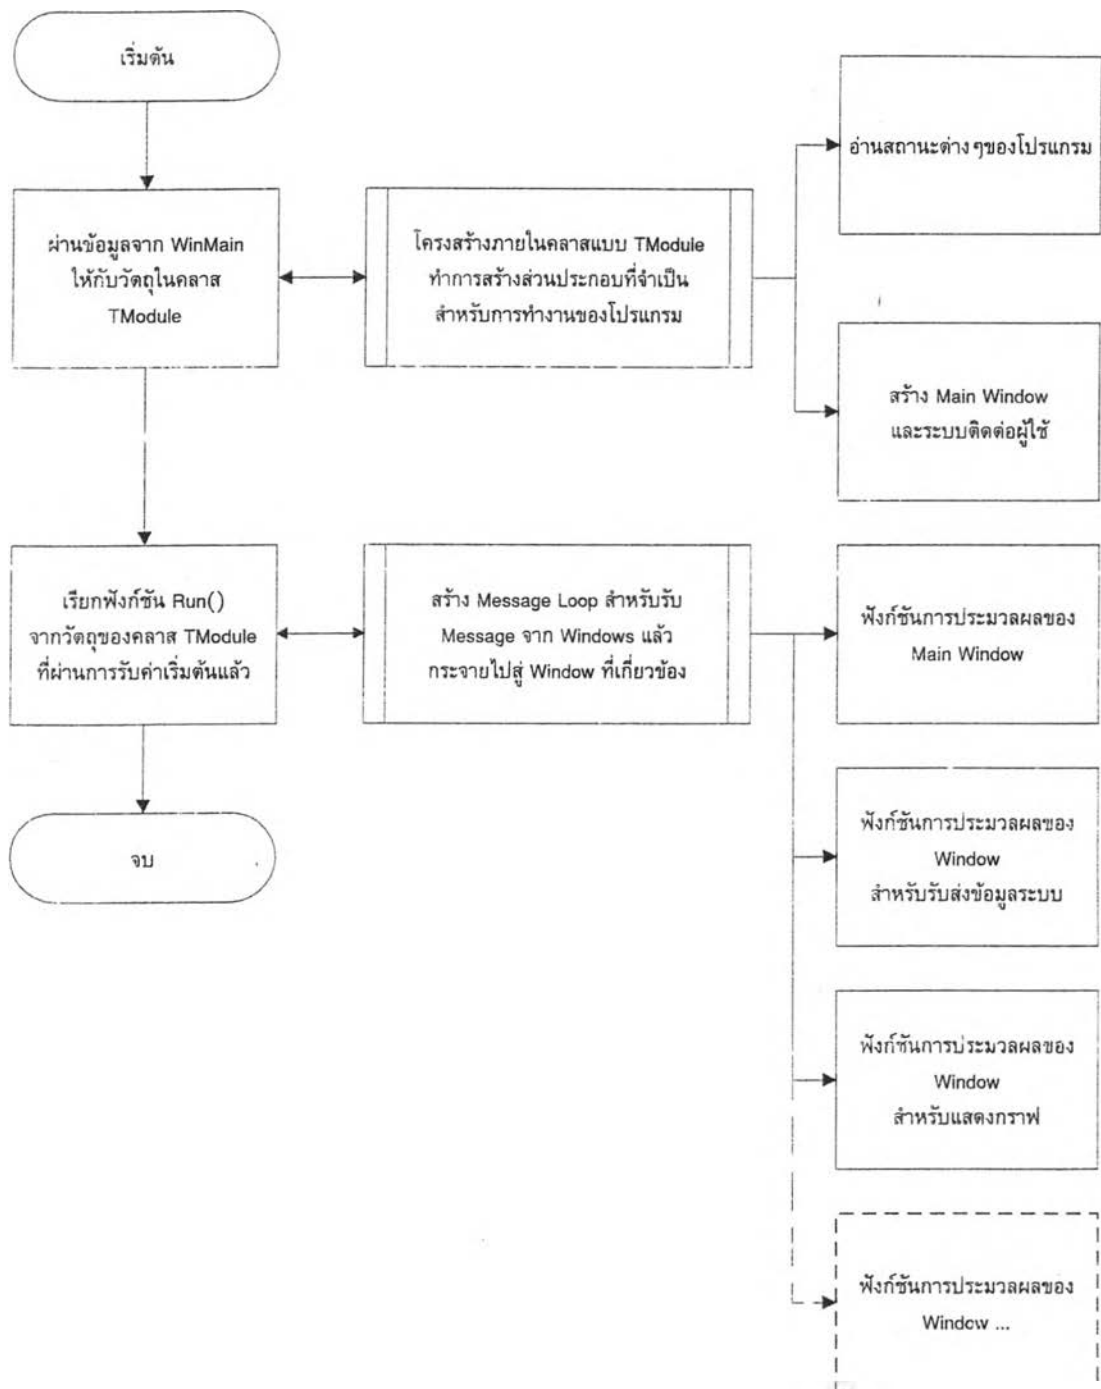 เริ่มต้น
อ่านสถานะต่างๆของโปรแกรม
ผ่านข้อมูลจาก WinMain
ให้กับวัตถุในคลาส
TModule
โครงสร้างภายในคลาสแบบ TModule
ทำการสร้างส่วนประกอบที่จำเป็น
สำหรับการทำงานของโปรแกรม
สร้าง Main Window
และระบบติดต่อผู้ใช้
เรียกฟังก์ชัน Run()
จากวัตถุของคลาส TModule
ที่ผ่านการรับค่าเริ่มต้นแล้ว
สร้าง Message Loop สำหรับรับ
Message จาก Windows แล้ว
กระจายไปสู่ Window ที่เกี่ยวข้อง
ฟังก์ชันการประมวลผลของ
Main Window
จบ
ฟังก์ชันการประมวลผลของ
Window
สำหรับรับส่งข้อมูลระบบ
ฟังก์ชันการประมวลผลของ
Window
สำหรับแสดงกราฟ
ฟังก์ชันการประมวลผลของ
Window ...